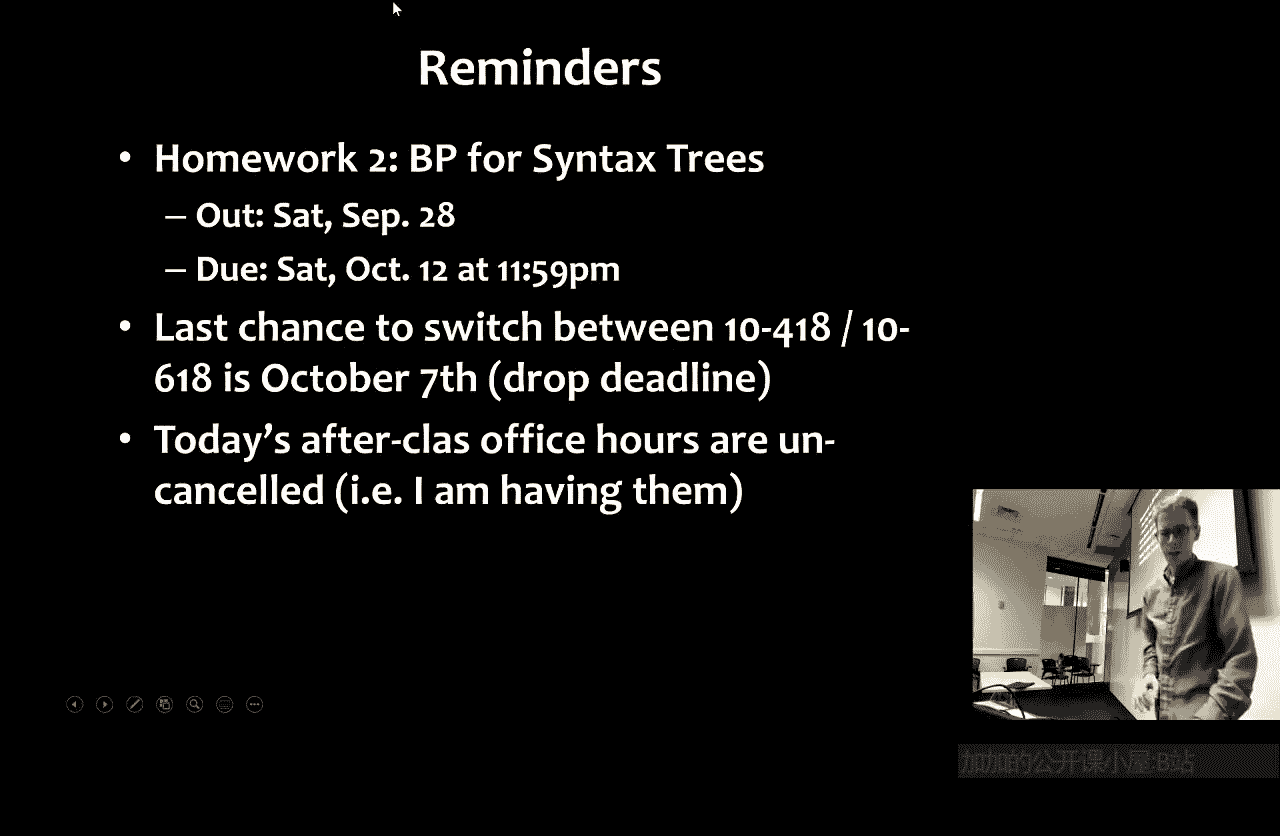 Reminders
• Homework 2: BP for Syntax Trees
– Out: Sat, Sep. 28
– Due: Sat, Oct. 12 at 11:59pm
• Last chance to switch between 10-418 / 10-
618 is October 7th (drop deadline)
• Today’s after-clas office hours are un-
cancelled (i.e. I am having them)
加加的公开课小屋:B站